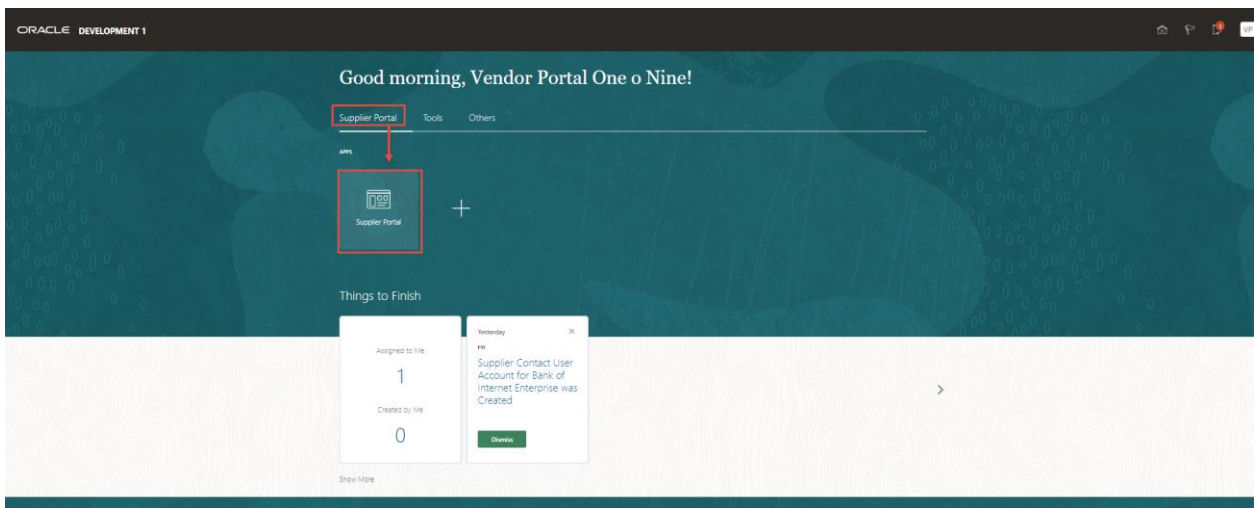 ORACLE DEVELOPMENT 1
3
VP
Good morning, Vendor Portal One o Nine!
Supplier Portal Tools Others
APPS
Supplier Portal
Things to Finish
Assigned to Me
1
Created by Me
0
Yesterday
FYI
Supplier Contact User
Account for Bank of
Internet Enterprise was
Created
Dismiss
Show More